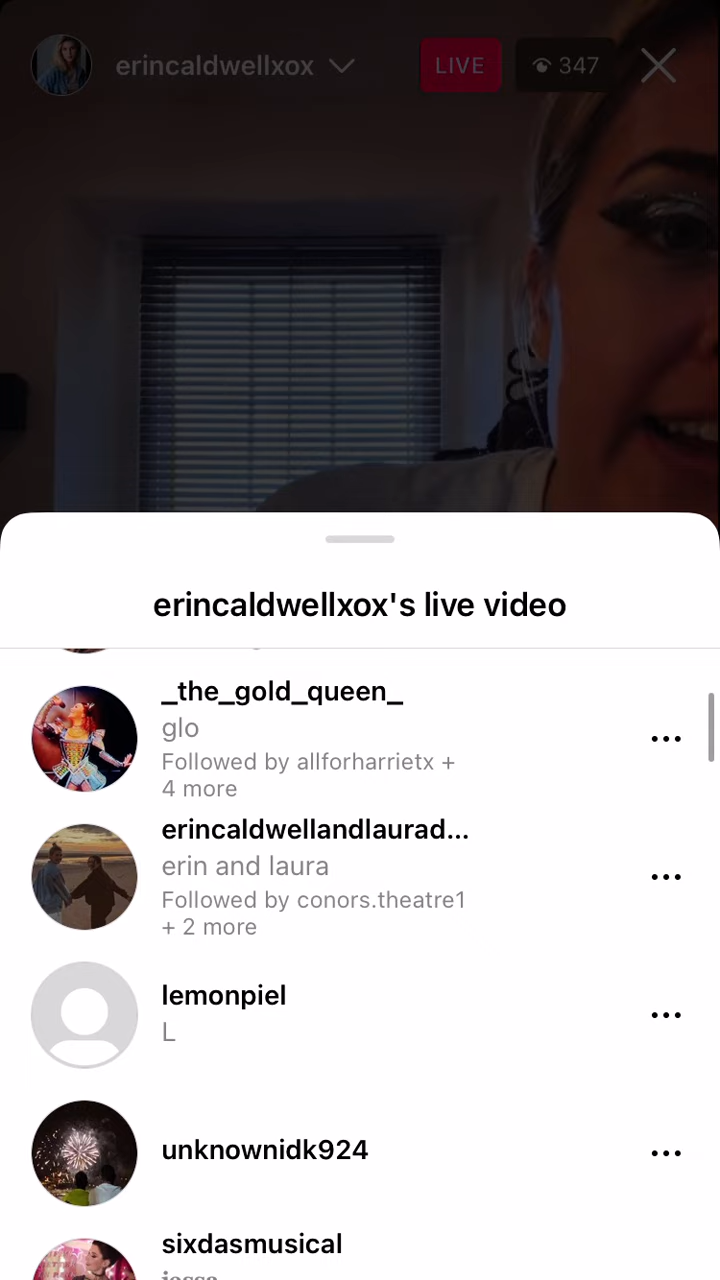 erincaldwellxox
LIVE
347
erincaldwellxox's live video
_the_gold_queen_
glo
Followed by allforharrietx +
4 more
erincaldwellandlaurad...
erin and laura
Followed by conors.theatre1
+ 2 more
lemonpiel
L
unknownidk924
sixdasmusical